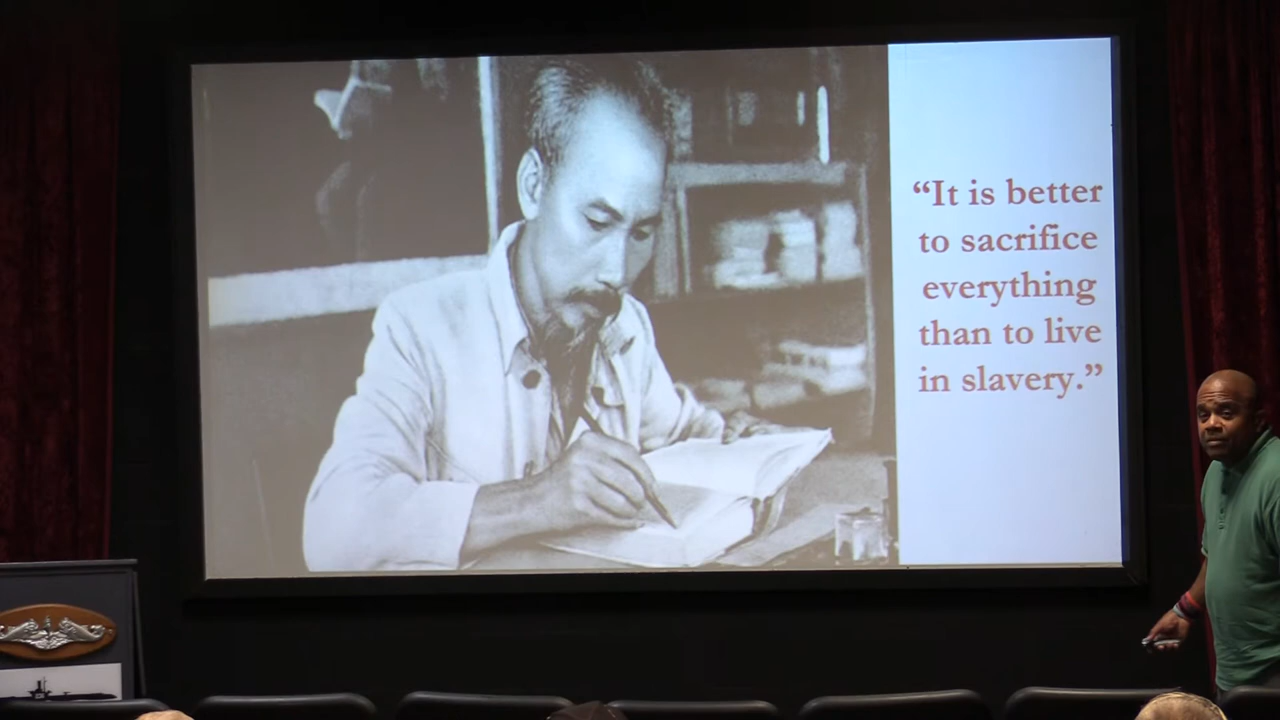 “It is better
to sacrifice
everything
than to live
in slavery.”